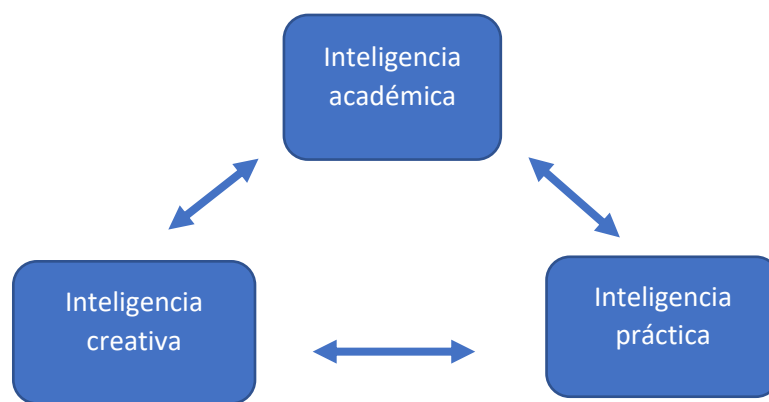 Inteligencia
académica
Inteligencia
creativa
Inteligencia
práctica